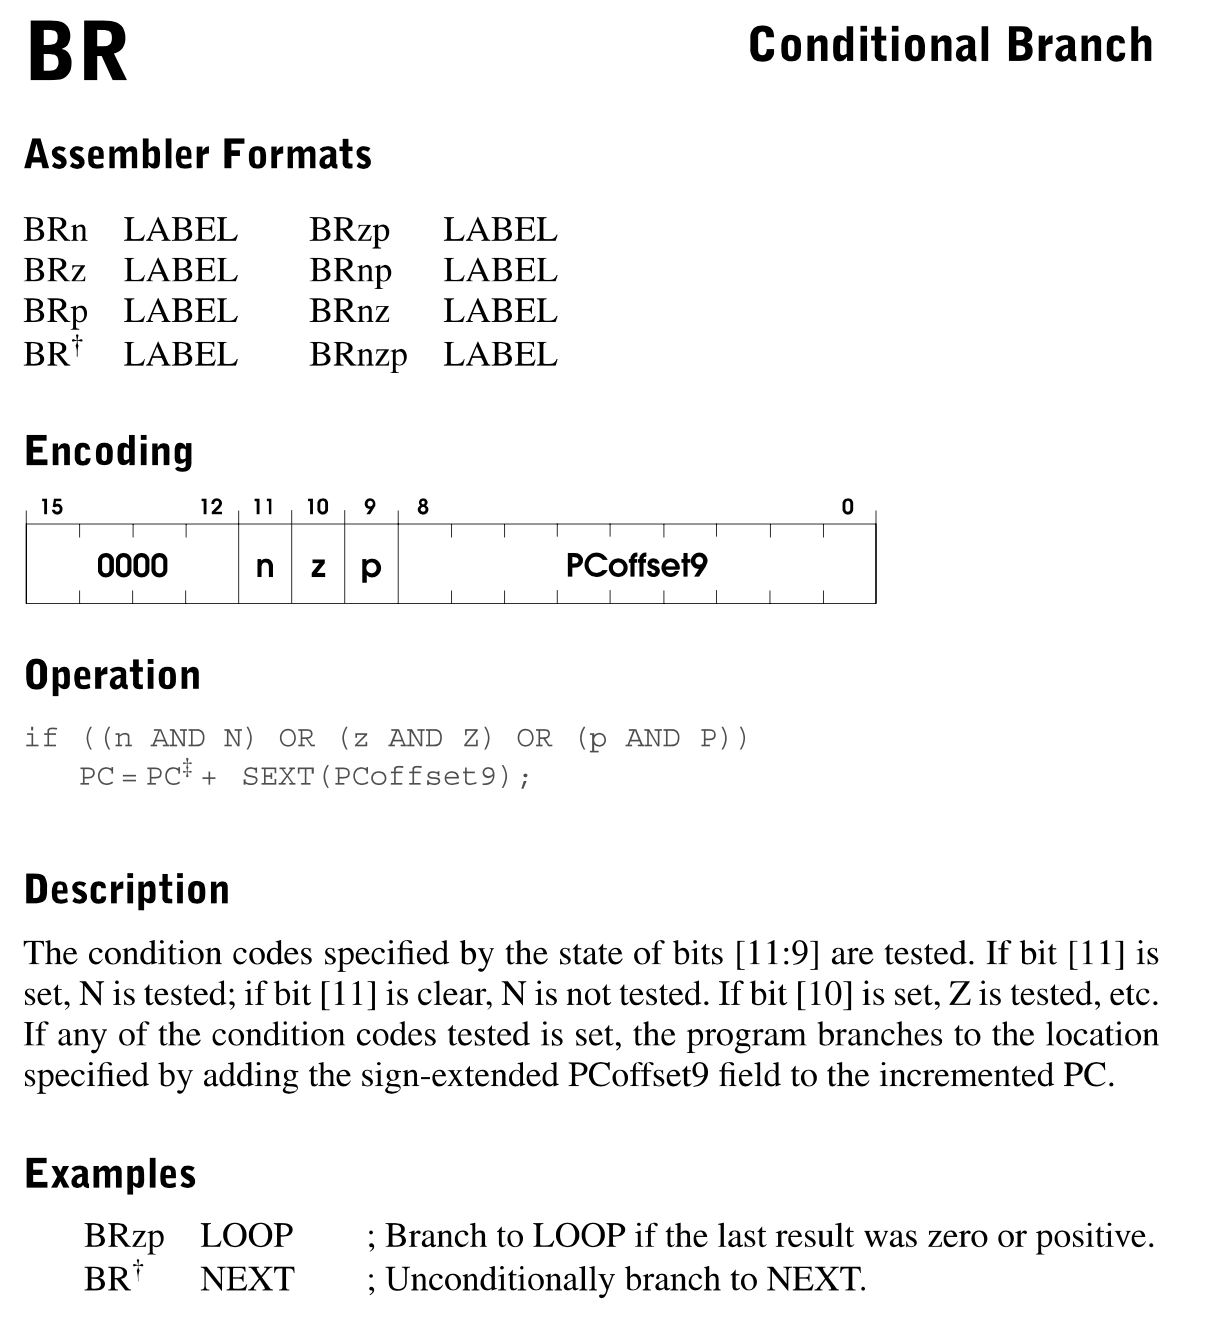 BR Conditional Branch
Assembler Formats
BRn LABEL BRzp LABEL
BRz LABEL BRnp LABEL
BRp LABEL BRnz LABEL
BR† LABEL BRnzp LABEL
Encoding
15 12 11 10 9 8 0
0000 n z p PCoffset9
Operation
if ((n AND N) OR (z AND Z) OR (p AND P))
PC = PC‡ + SEXT(PCoffset9);
Description
The condition codes specified by the state of bits [11:9] are tested. If bit [11] is
set, N is tested; if bit [11] is clear, N is not tested. If bit [10] is set, Z is tested, etc.
If any of the condition codes tested is set, the program branches to the location
specified by adding the sign-extended PCoffset9 field to the incremented PC.
Examples
BRzp LOOP ; Branch to LOOP if the last result was zero or positive.
BR† NEXT ; Unconditionally branch to NEXT.